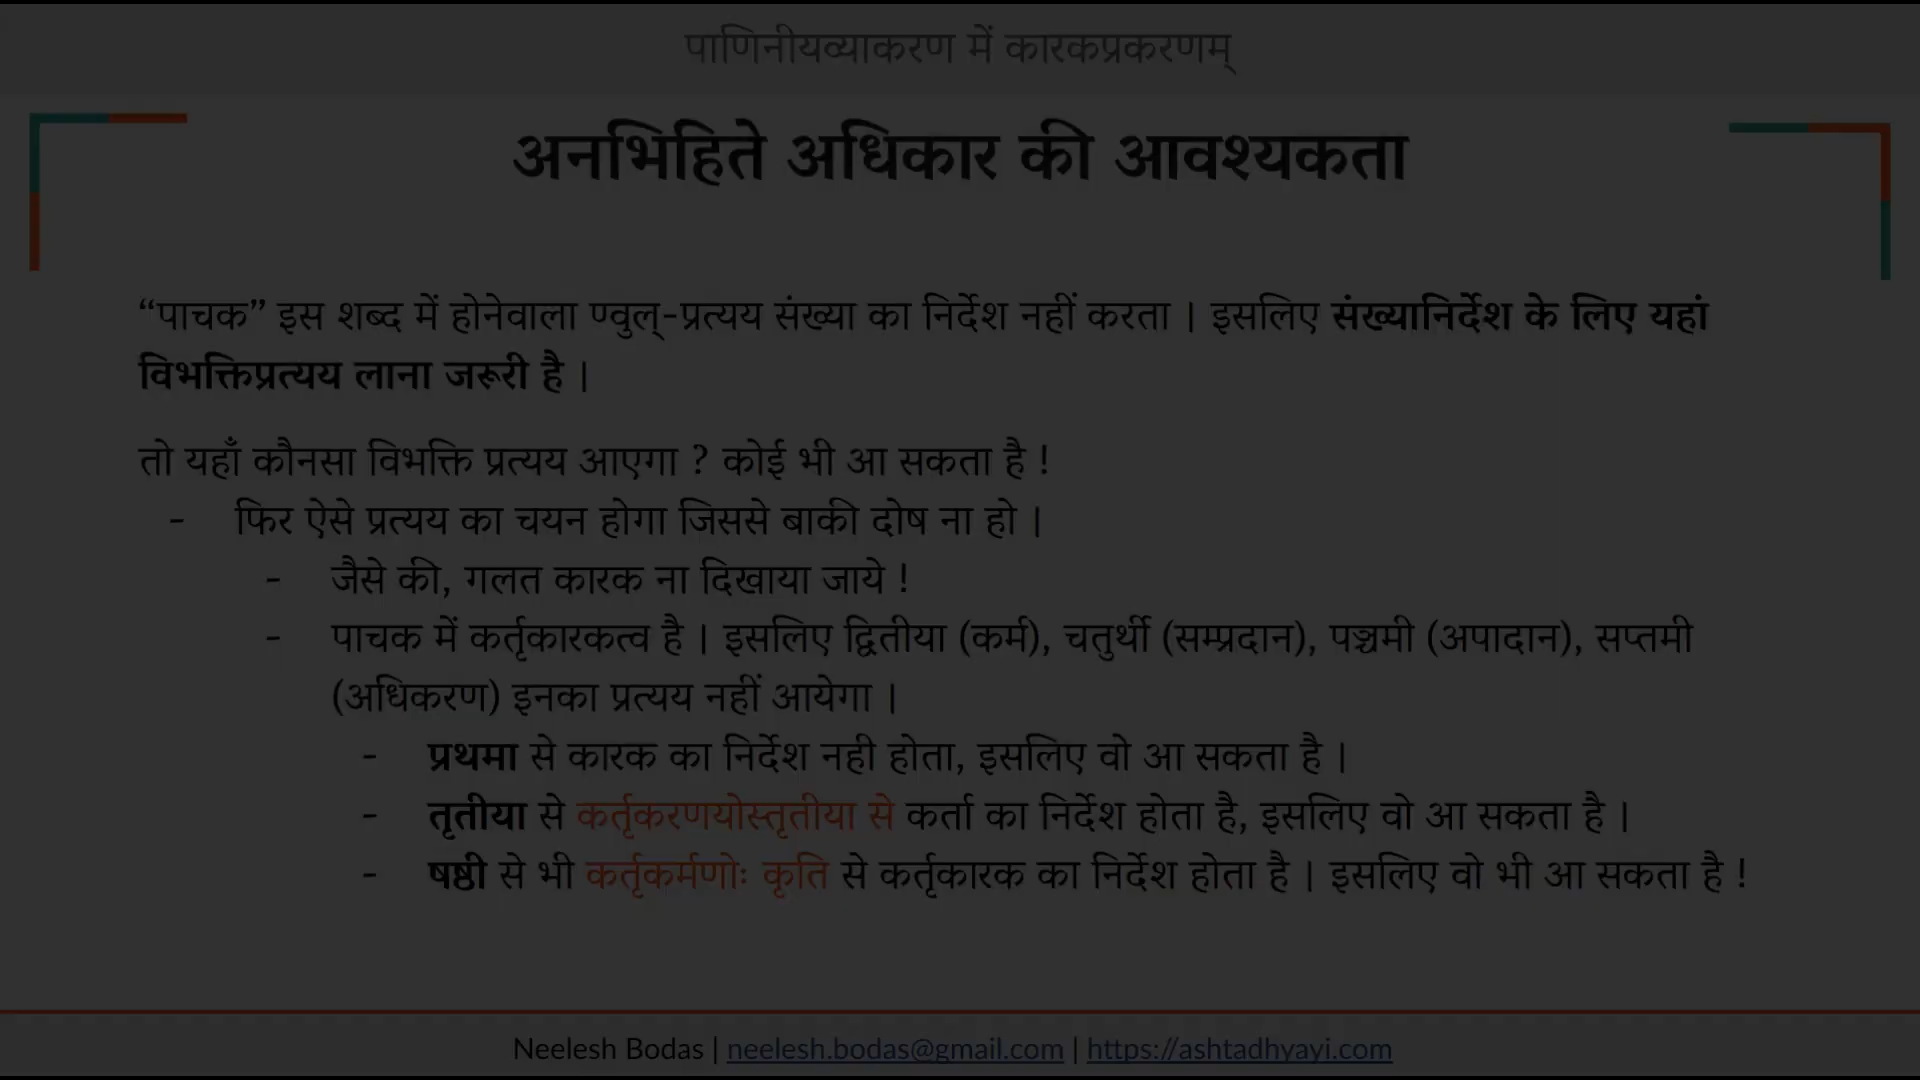 पाणिनीयव्याकरण में कारकप्रकरणम्
अनभिहिते अधिकार की आवश्यकता
“पाचक” इस शब्द में होनेवाला ण्वुल्-प्रत्यय संख्या का निर्देश नहीं करता | इसलिए संख्यानिर्देश के लिए यहां
विभक्तिप्रत्यय लाना जरूरी है |
तो यहाँ कौनसा विभक्ति प्रत्यय आएगा ? कोई भी आ सकता है !
- फिर ऐसे प्रत्यय का चयन होगा जिससे बाकी दोष ना हो |
- जैसे की, गलत कारक ना दिखाया जाये !
- पाचक में कर्तृकारकत्व है | इसलिए द्वितीया (कर्म), चतुर्थी (सम्प्रदान), पञ्चमी (अपादान), सप्तमी
(अधिकरण) इनका प्रत्यय नहीं आयेगा |
- प्रथमा से कारक का निर्देश नही होता, इसलिए वो आ सकता है |
- तृतीया से कर्तृकरणयोस्तृतीया से कर्ता का निर्देश होता है, इसलिए वो आ सकता है |
- षष्ठी से भी कर्तृकर्मणोः कृति से कर्तृकारक का निर्देश होता है | इसलिए वो भी आ सकता है !
Neelesh Bodas | neelesh.bodas@gmail.com | https://ashtadhyayi.com